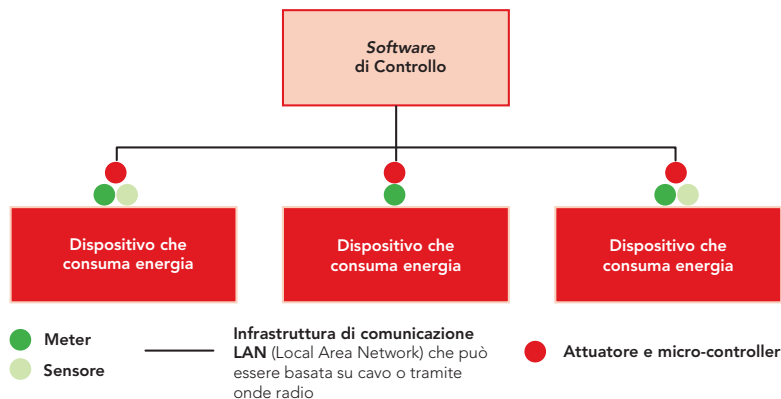 Software
di Controllo
Dispositivo che
consuma energia
Dispositivo che
consuma energia
Dispositivo che
consuma energia
Meter
Sensore
Infrastruttura di comunicazione
LAN (Local Area Network) che può
essere basata su cavo o tramite
onde radio
Attuatore e micro-controller